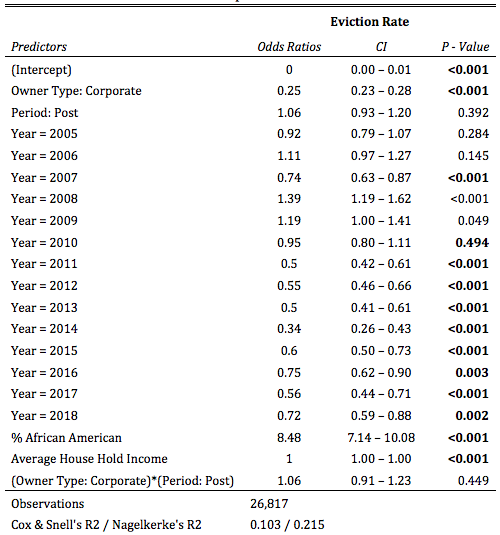 Eviction Rate
Predictors Odds Ratios CI P - Value
(Intercept) 0 0.00 – 0.01 <0.001
Owner Type: Corporate 0.25 0.23 – 0.28 <0.001
Period: Post 1.06 0.93 – 1.20 0.392
Year = 2005 0.92 0.79 – 1.07 0.284
Year = 2006 1.11 0.97 – 1.27 0.145
Year = 2007 0.74 0.63 – 0.87 <0.001
Year = 2008 1.39 1.19 – 1.62 <0.001
Year = 2009 1.19 1.00 – 1.41 0.049
Year = 2010 0.95 0.80 – 1.11 0.494
Year = 2011 0.5 0.42 – 0.61 <0.001
Year = 2012 0.55 0.46 – 0.66 <0.001
Year = 2013 0.5 0.41 – 0.61 <0.001
Year = 2014 0.34 0.26 – 0.43 <0.001
Year = 2015 0.6 0.50 – 0.73 <0.001
Year = 2016 0.75 0.62 – 0.90 0.003
Year = 2017 0.56 0.44 – 0.71 <0.001
Year = 2018 0.72 0.59 – 0.88 0.002
% African American 8.48 7.14 – 10.08 <0.001
Average House Hold Income 1 1.00 – 1.00 <0.001
(Owner Type: Corporate)*(Period: Post) 1.06 0.91 – 1.23 0.449
Observations 26,817
Cox & Snell's R2 / Nagelkerke's R2 0.103 / 0.215